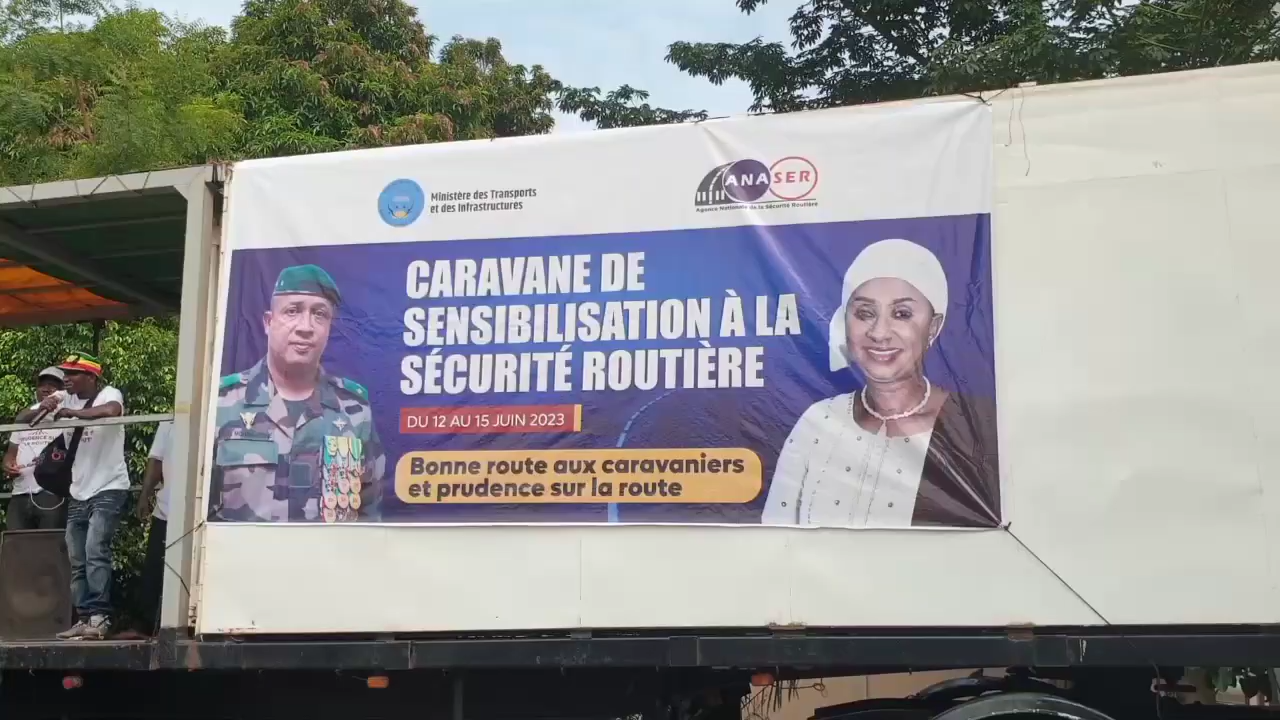 Ministère des Transports
et des Infrastructures
ANASER
Agence Nationale de la Sécurité Routière
CARAVANE DE
SENSIBILISATION À LA
SÉCURITÉ ROUTIÈRE
DU 12 AU 15 JUIN 2023
Bonne route aux caravaniers
et prudence sur la route